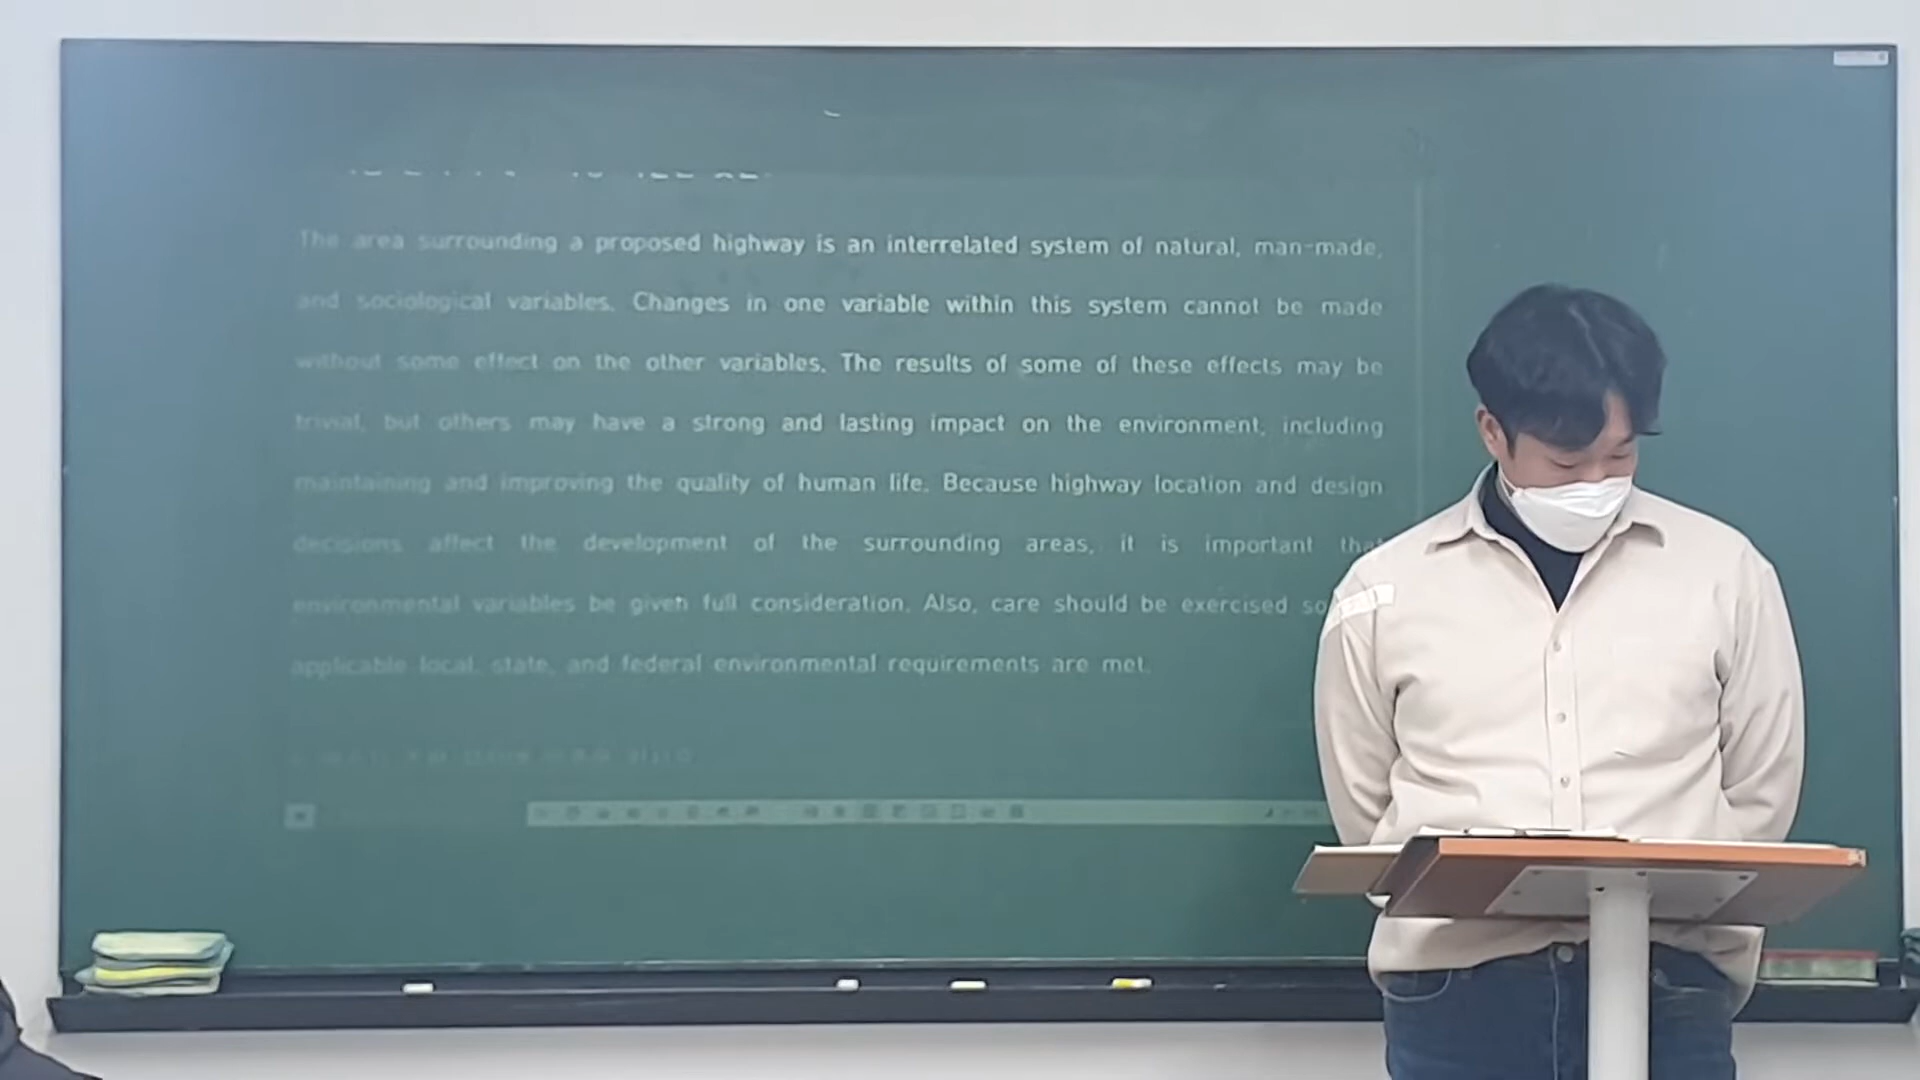 The area surrounding a proposed highway is an interrelated system of natural, man-made,
and sociological variables. Changes in one variable within this system cannot be made
without some effect on the other variables. The results of some of these effects may be
trivial, but others may have a strong and lasting impact on the environment, including
maintaining and improving the quality of human life. Because highway location and design
decisions affect the development of the surrounding areas, it is important that
environmental variables be given full consideration. Also, care should be exercised so
applicable local, state, and federal environmental requirements are met.